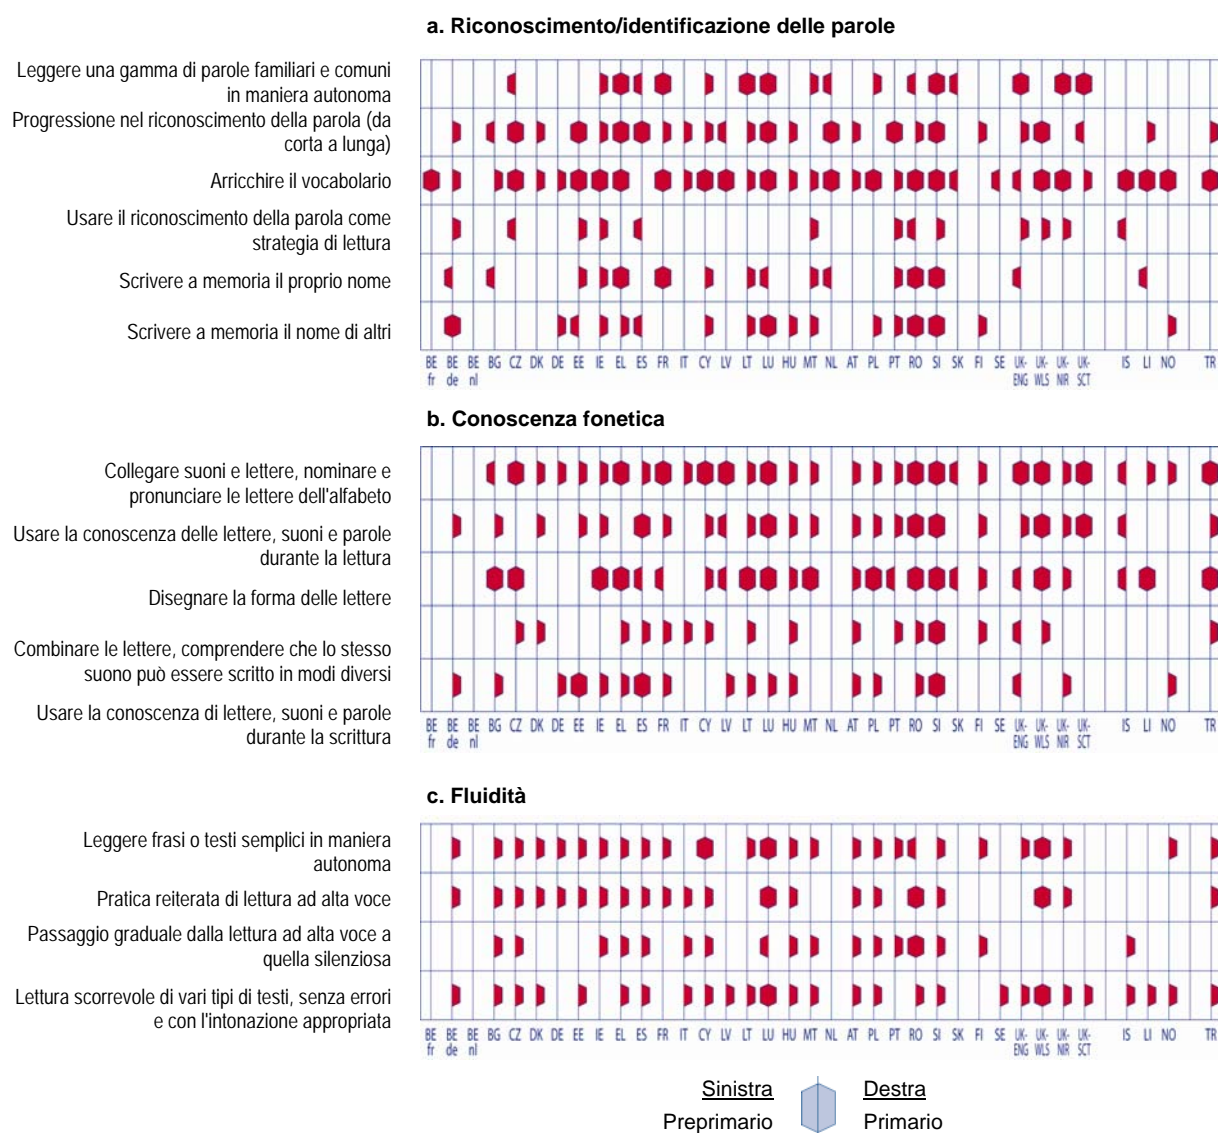 a. Riconoscimento/identificazione delle parole
Leggere una gamma di parole familiari e comuni
in maniera autonoma
Progressione nel riconoscimento della parola (da
corta a lunga)
Arricchire il vocabolario
Usare il riconoscimento della parola come
strategia di lettura
Scrivere a memoria il proprio nome
Scrivere a memoria il nome di altri
BE BE BE BG CZ DK DE EE IE EL ES FR IT CY LV LT LU HU MT NL AT PL PT RO SI SK FI SE UK- UK- UK- UK- IS LI NO TR
fr de nl ENG WLS NIR SCT
b. Conoscenza fonetica
Collegare suoni e lettere, nominare e
pronunciare le lettere dell'alfabeto
Usare la conoscenza delle lettere, suoni e parole
durante la lettura
Disegnare la forma delle lettere
Combinare le lettere, comprendere che lo stesso
suono può essere scritto in modi diversi
Usare la conoscenza di lettere, suoni e parole
durante la scrittura
BE BE BE BG CZ DK DE EE IE EL ES FR IT CY LV LT LU HU MT NL AT PL PT RO SI SK FI SE UK- UK- UK- UK- IS LI NO TR
fr de nl ENG WLS NIR SCT
c. Fluidità
Leggere frasi o testi semplici in maniera
autonoma
Pratica reiterata di lettura ad alta voce
Passaggio graduale dalla lettura ad alta voce a
quella silenziosa
Lettura scorrevole di vari tipi di testi, senza errori
e con l'intonazione appropriata
BE BE BE BG CZ DK DE EE IE EL ES FR IT CY LV LT LU HU MT NL AT PL PT RO SI SK FI SE UK- UK- UK- UK- IS LI NO TR
fr de nl ENG WLS NIR SCT
Sinistra Destra
Preprimario Primario